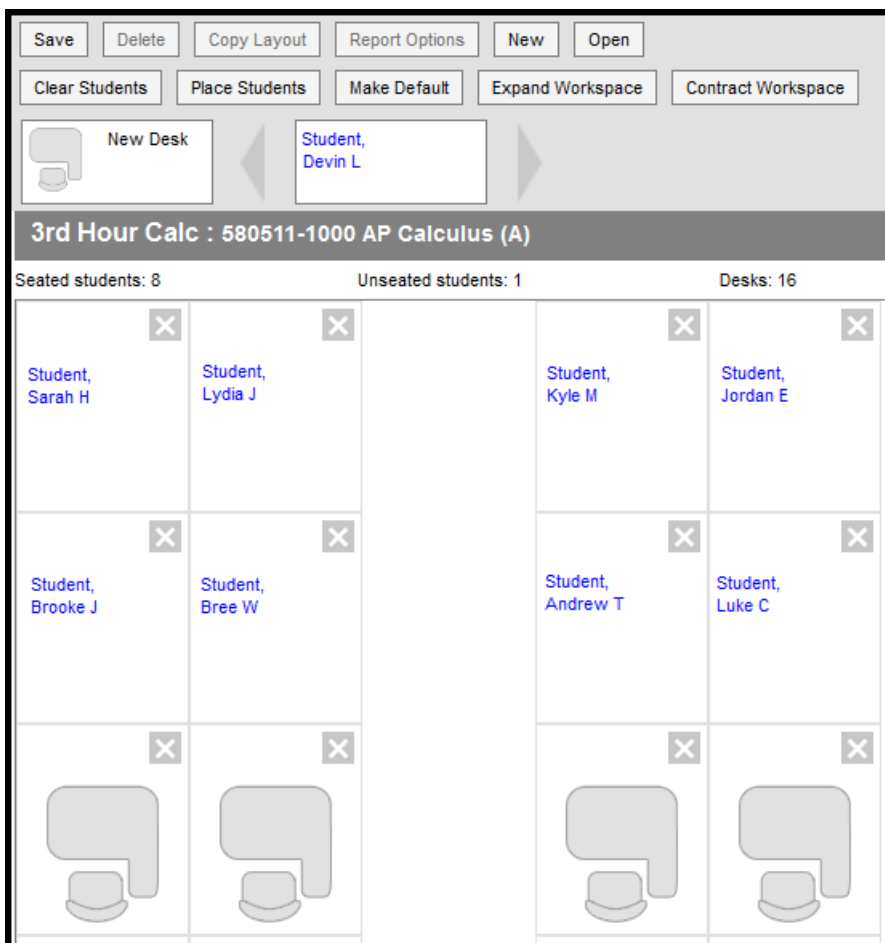 Save Delete Copy Layout Report Options New Open
Clear Students Place Students Make Default Expand Workspace Contract Workspace
New Desk
Student,
Devin L
3rd Hour Calc : 580511-1000 AP Calculus (A)
Seated students: 8 Unseated students: 1 Desks: 16
Student,
Sarah H
Student,
Lydia J
Student,
Kyle M
Student,
Jordan E
Student,
Brooke J
Student,
Bree W
Student,
Andrew T
Student,
Luke C